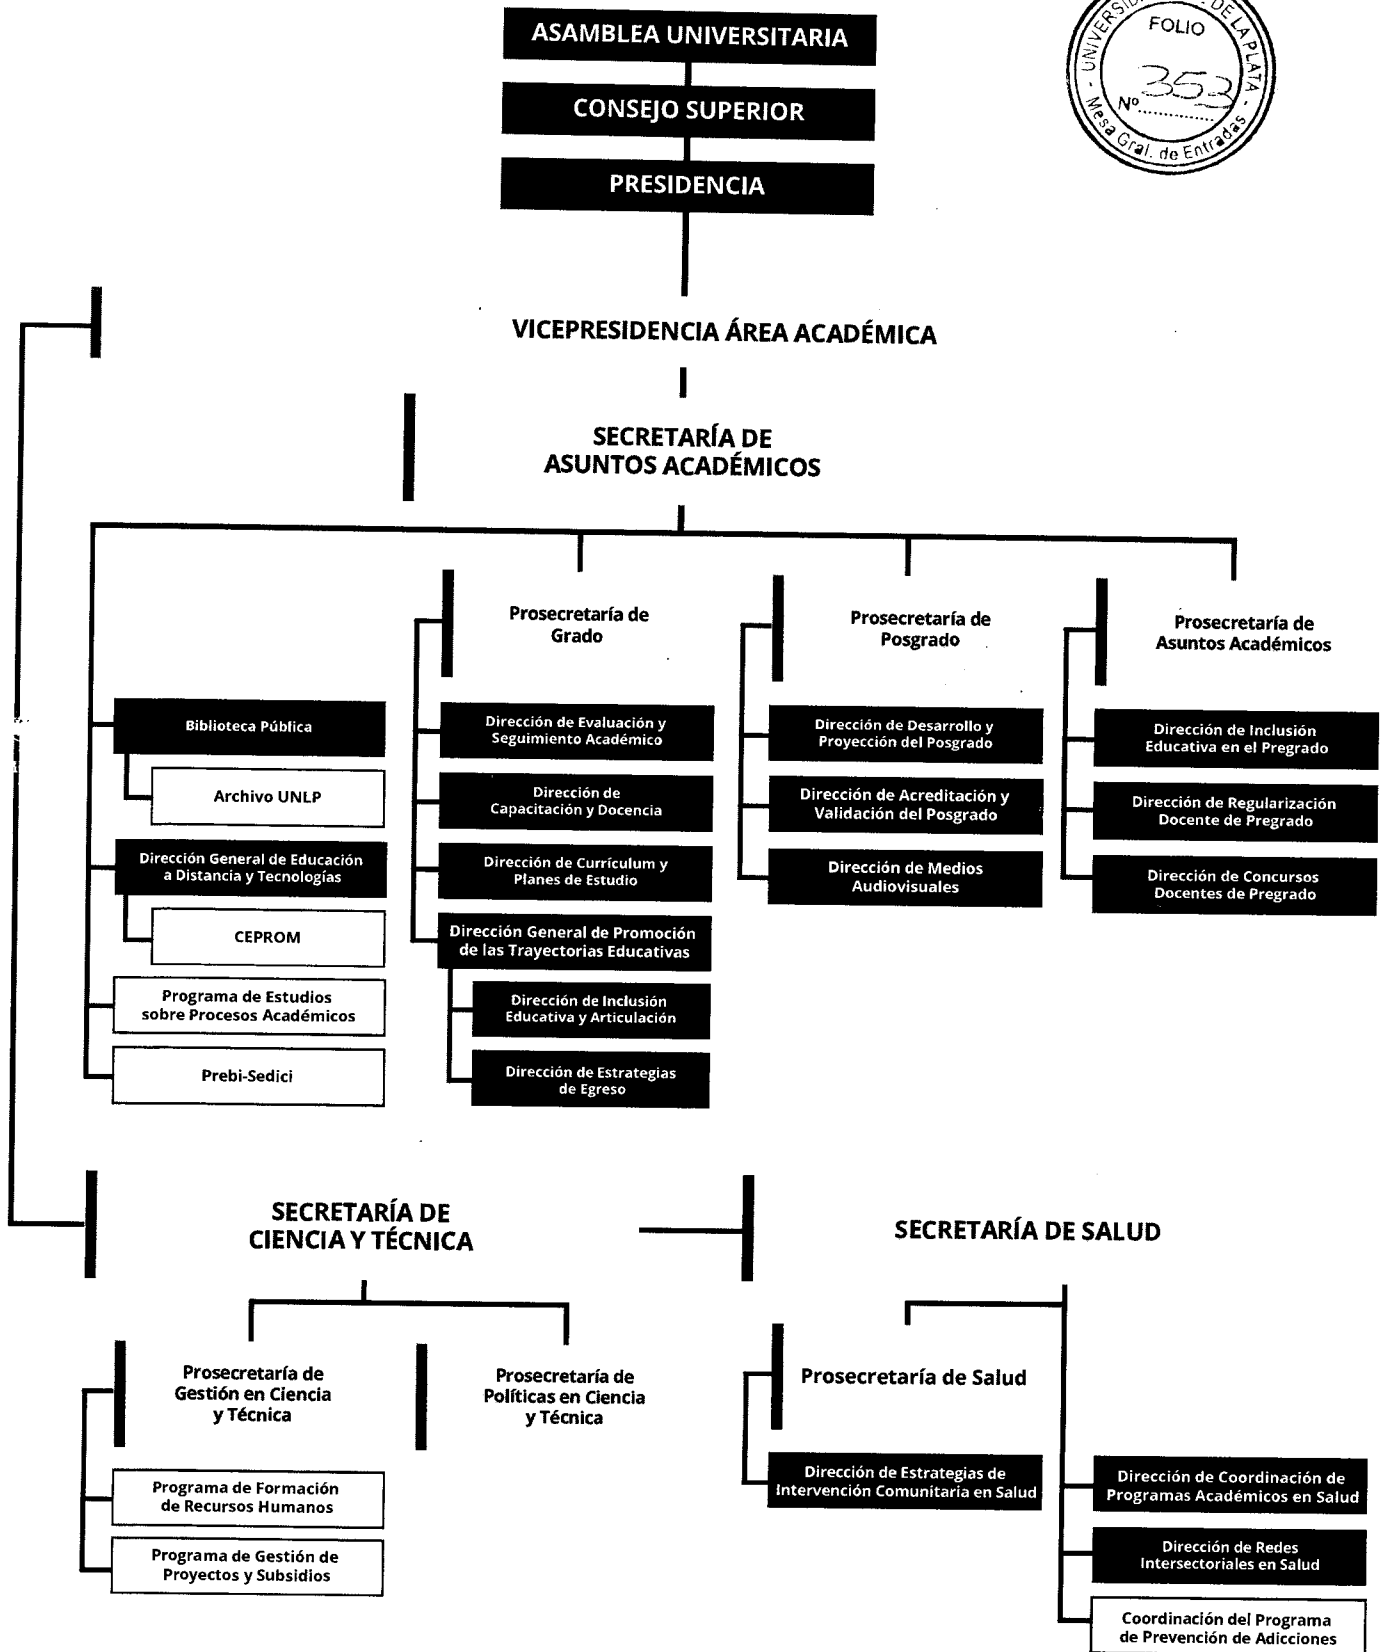 ASAMBLEA UNIVERSITARIA
CONSEJO SUPERIOR
PRESIDENCIA
DE LA PLATA
FOLIO
353
Nº
Mesa Gral. de Entradas
VICEPRESIDENCIA ÁREA ACADÉMICA
SECRETARÍA DE
ASUNTOS ACADÉMICOS
Biblioteca Pública
Archivo UNLP
Dirección General de Educación
a Distancia y Tecnologías
CEPROM
Programa de Estudios
sobre Procesos Académicos
Prebi-Sedici
Prosecretaría de
Grado
Dirección de Evaluación y
Seguimiento Académico
Dirección de
Capacitación y Docencia
Dirección de Currículum y
Planes de Estudio
Dirección General de Promoción
de las Trayectorias Educativas
Dirección de Inclusión
Educativa y Articulación
Dirección de Estrategias
de Egreso
Prosecretaría de
Posgrado
Dirección de Desarrollo y
Proyección del Posgrado
Dirección de Acreditación y
Validación del Posgrado
Dirección de Medios
Audiovisuales
Prosecretaría de
Asuntos Académicos
Dirección de Inclusión
Educativa en el Pregrado
Dirección de Regularización
Docente de Pregrado
Dirección de Concursos
Docentes de Pregrado
SECRETARÍA DE
CIENCIA Y TÉCNICA
Prosecretaría de
Gestión en Ciencia
y Técnica
Programa de Formación
de Recursos Humanos
Programa de Gestión de
Proyectos y Subsidios
Prosecretaría de
Políticas en Ciencia
y Técnica
SECRETARÍA DE SALUD
Prosecretaría de Salud
Dirección de Estrategias de
Intervención Comunitaria en Salud
Dirección de Coordinación de
Programas Académicos en Salud
Dirección de Redes
Intersectoriales en Salud
Coordinación del Programa
de Prevención de Adicciones